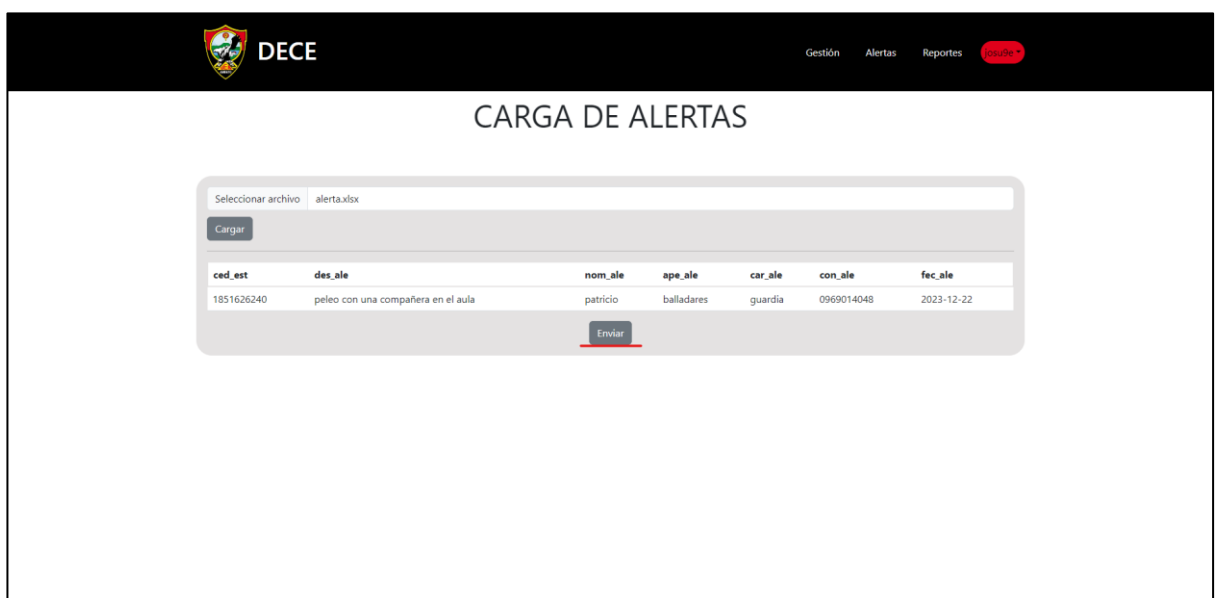 DECE
Gestión Alertas Reportes josu9e
CARGA DE ALERTAS
Seleccionar archivo alerta.xlsx
Cargar
ced_est des_ale nom_ale ape_ale car_ale con_ale fec_ale
1851626240 peleo con una compañera en el aula patricio balladares guardia 0969014048 2023-12-22
Enviar